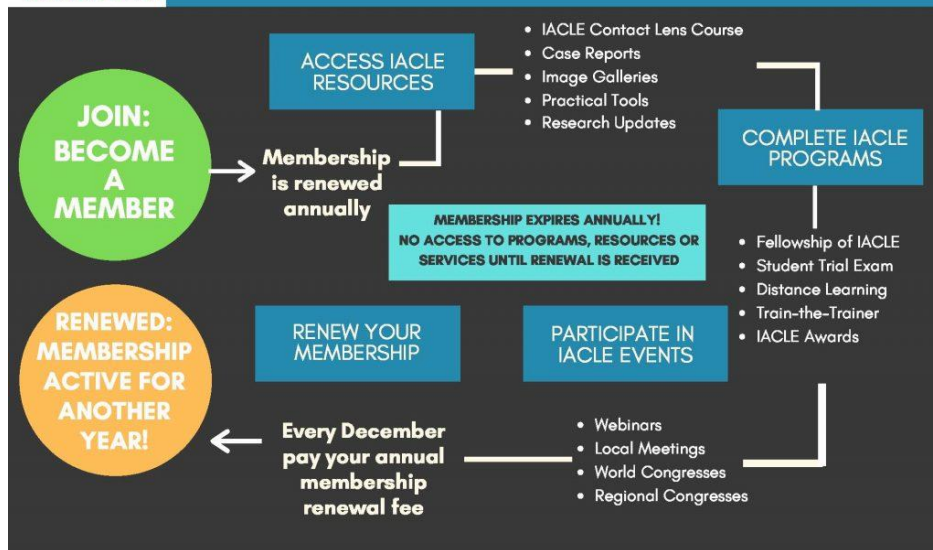 JOIN:
BECOME
A
MEMBER
Membership
is renewed
annually
ACCESS IACLE
RESOURCES
• IACLE Contact Lens Course
• Case Reports
• Image Galleries
• Practical Tools
• Research Updates
COMPLETE IACLE
PROGRAMS
MEMBERSHIP EXPIRES ANNUALLY!
NO ACCESS TO PROGRAMS, RESOURCES OR
SERVICES UNTIL RENEWAL IS RECEIVED
• Fellowship of IACLE
• Student Trial Exam
• Distance Learning
• Train-the-Trainer
• IACLE Awards
PARTICIPATE IN
IACLE EVENTS
• Webinars
• Local Meetings
• World Congresses
• Regional Congresses
RENEW YOUR
MEMBERSHIP
Every December
pay your annual
membership
renewal fee
RENEWED:
MEMBERSHIP
ACTIVE FOR
ANOTHER
YEAR!